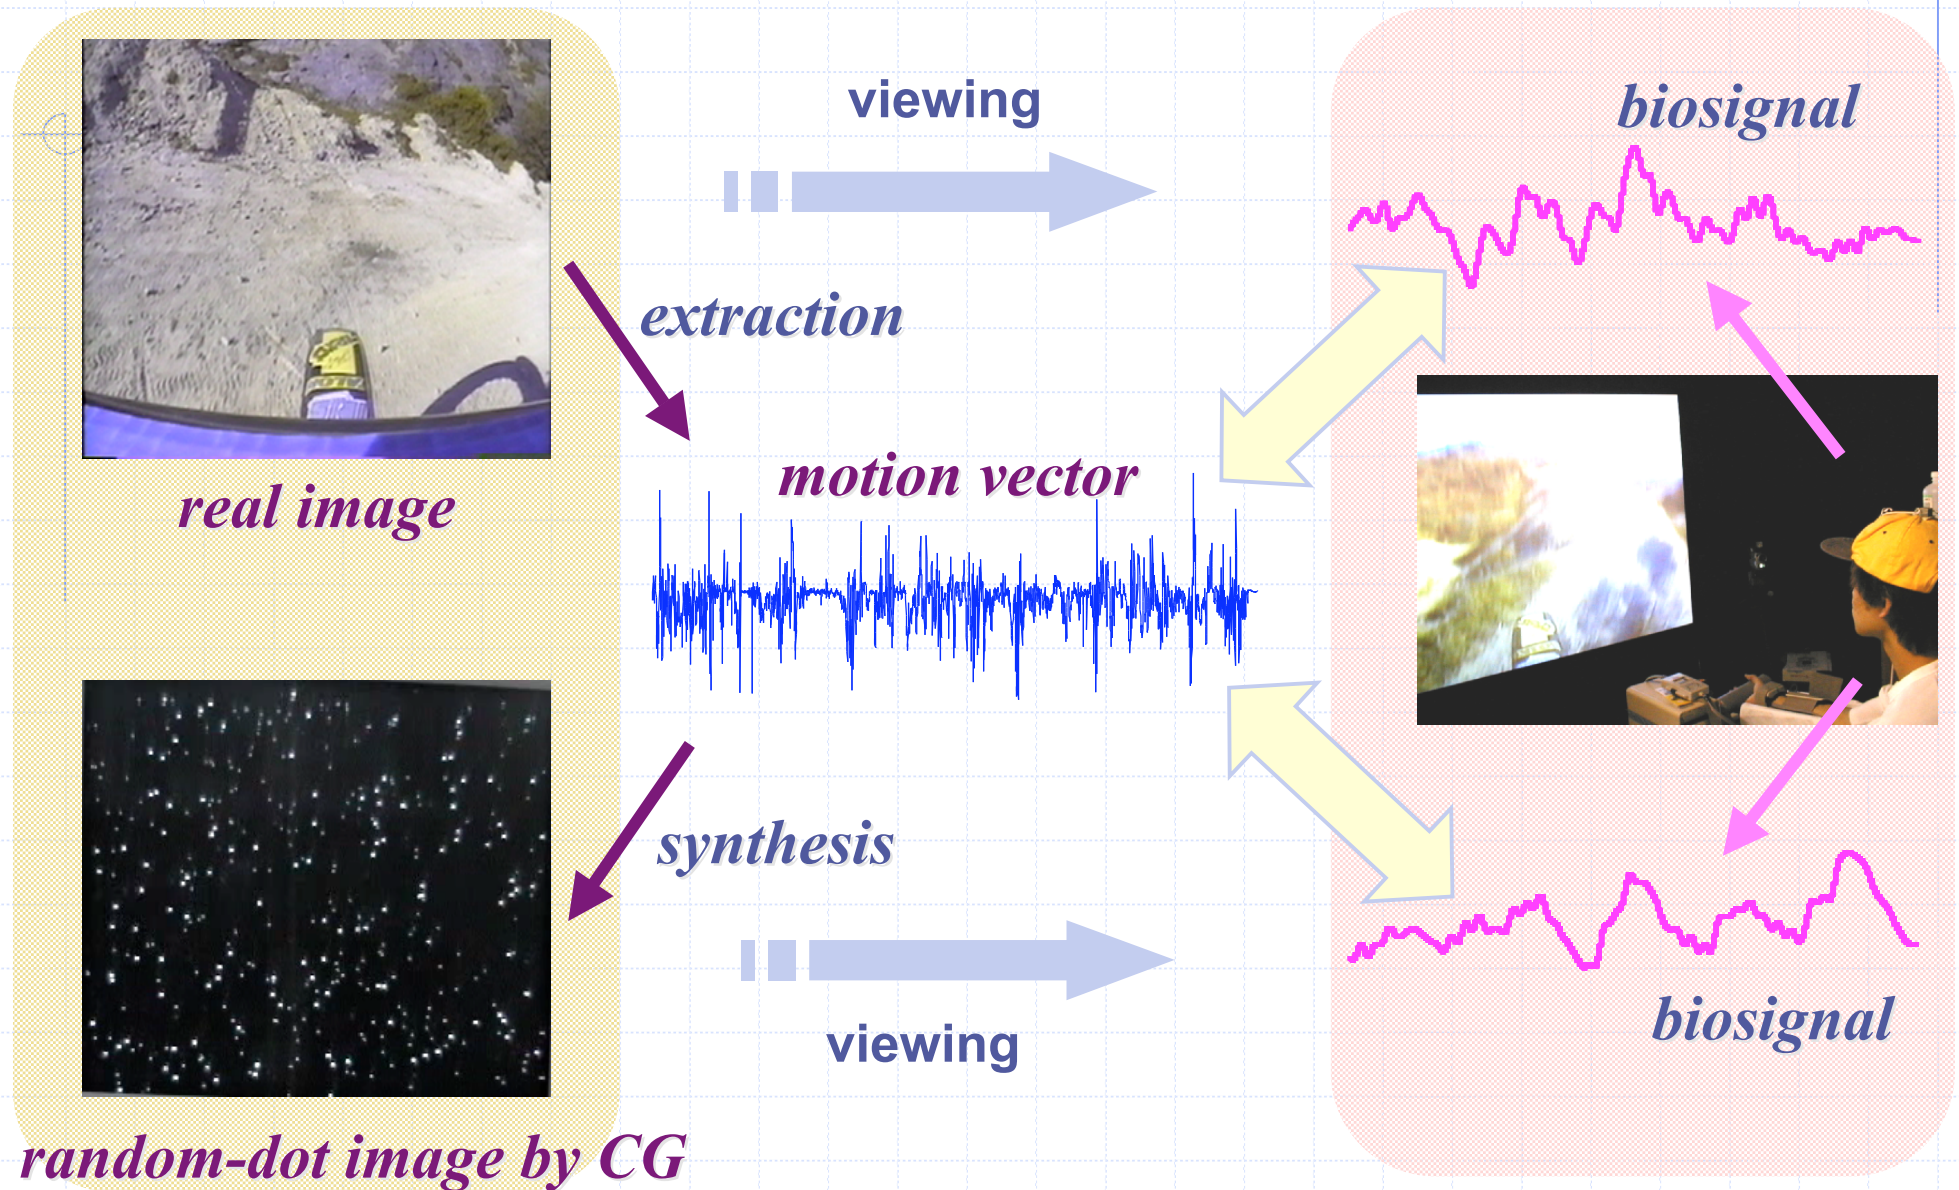 viewing
biosignal
extraction
motion vector
real image
synthesis
viewing
biosignal
random-dot image by CG